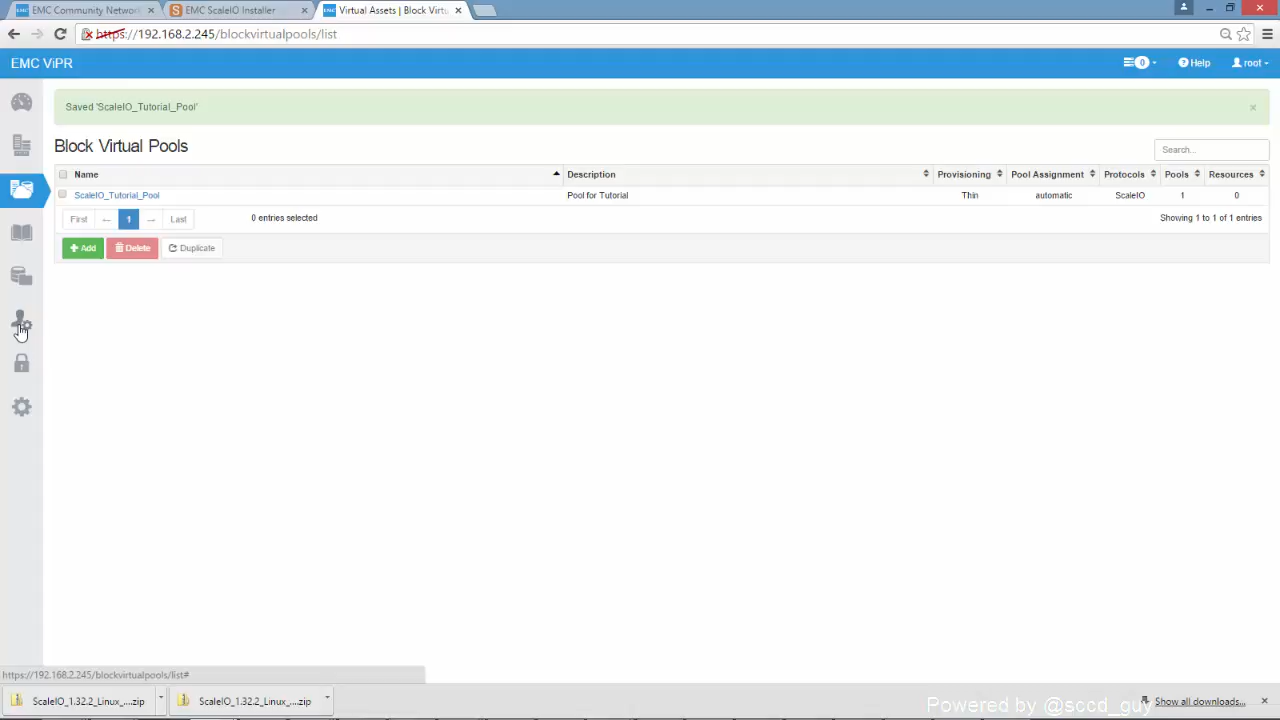 EMC Community Network
EMC ScaleIO Installer
Virtual Assets | Block Virtu
https://192.168.2.245/blockvirtualpools/list
EMC ViPR
0
Help
root
Saved 'ScaleIO_Tutorial_Pool'
Block Virtual Pools
Search...
Name
Description
Provisioning
Pool Assignment
Protocols
Pools
Resources
ScaleIO_Tutorial_Pool
Pool for Tutorial
Thin
automatic
ScaleIO
1
0
First
←
1
→
Last
0 entries selected
Showing 1 to 1 of 1 entries
+ Add
Delete
Duplicate
https://192.168.2.245/blockvirtualpools/list#
ScaleIO_1.32.2_Linux_....zip
ScaleIO_1.32.2_Linux_....zip
Powered by @sccd_guy
Show all downloads...